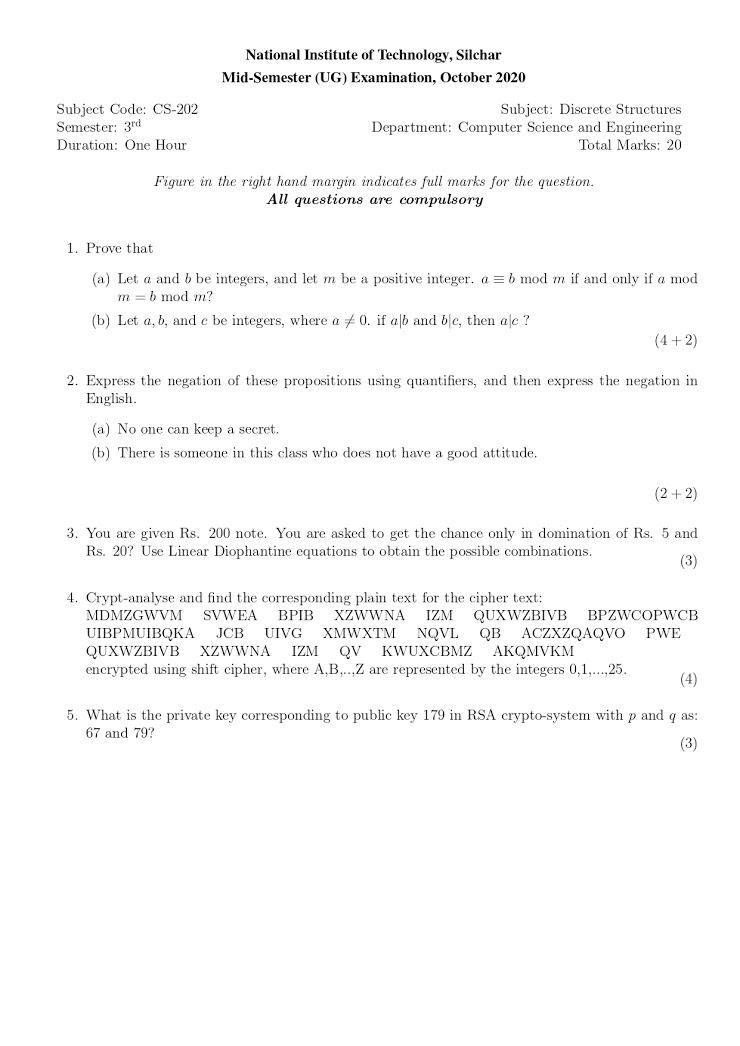 National Institute of Technology, Silchar
Mid-Semester (UG) Examination, October 2020
Subject Code: CS-202 Subject: Discrete Structures
Semester: 3rd Department: Computer Science and Engineering
Duration: One Hour Total Marks: 20
Figure in the right hand margin indicates full marks for the question.
All questions are compulsory
1. Prove that
(a) Let a and b be integers, and let m be a positive integer. a ≡ b mod m if and only if a mod
m = b mod m?
(b) Let a, b, and c be integers, where a ≠ 0. if a|b and b|c, then a|c ?
(4 + 2)
2. Express the negation of these propositions using quantifiers, and then express the negation in
English.
(a) No one can keep a secret.
(b) There is someone in this class who does not have a good attitude.
(2 + 2)
3. You are given Rs. 200 note. You are asked to get the chance only in domination of Rs. 5 and
Rs. 20? Use Linear Diophantine equations to obtain the possible combinations.
(3)
4. Crypt-analyse and find the corresponding plain text for the cipher text:
MDMZGWVM SVWEA BPIB XZWWNA IZM QUXWZBIVB BPZWCOPWCB
UIBPMUIBQKA JCB UIVG XMWXTM NQVL QB ACZXZQAQVO PWE
QUXWZBIVB XZWWNA IZM QV KWUXCBMZ AKQMVKM
encrypted using shift cipher, where A,B,..,Z are represented by the integers 0,1,...,25.
(4)
5. What is the private key corresponding to public key 179 in RSA crypto-system with p and q as:
67 and 79?
(3)